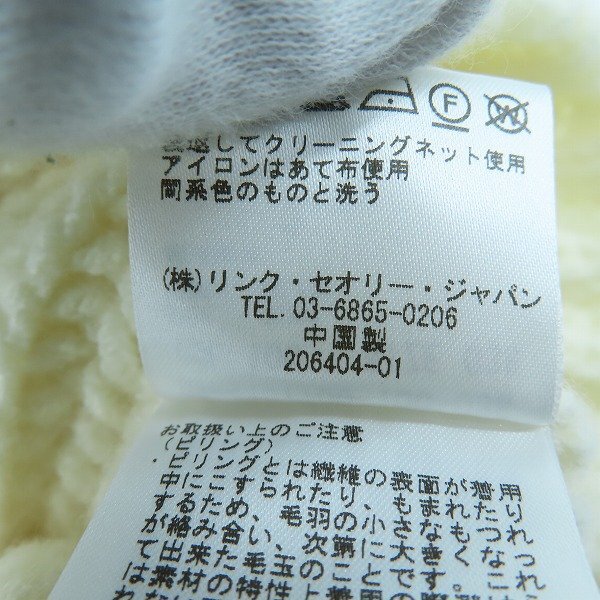 F
W
裏返してクリーニングネット使用
アイロンはあて布使用
同系色のものと洗う
(株)リンク・セオリー・ジャパン
TEL. 03-6865-0206
中国製
206404-01
お取扱い上のご注意
(ピリング)
・ピリングとは繊維の表面が着用
中にこすられたり、もまれたり
するため、毛羽の小さなもつれ
が絡み合い、次第に大きくなっ
て出来た毛玉のことです。これ
は素材の特性上着用の